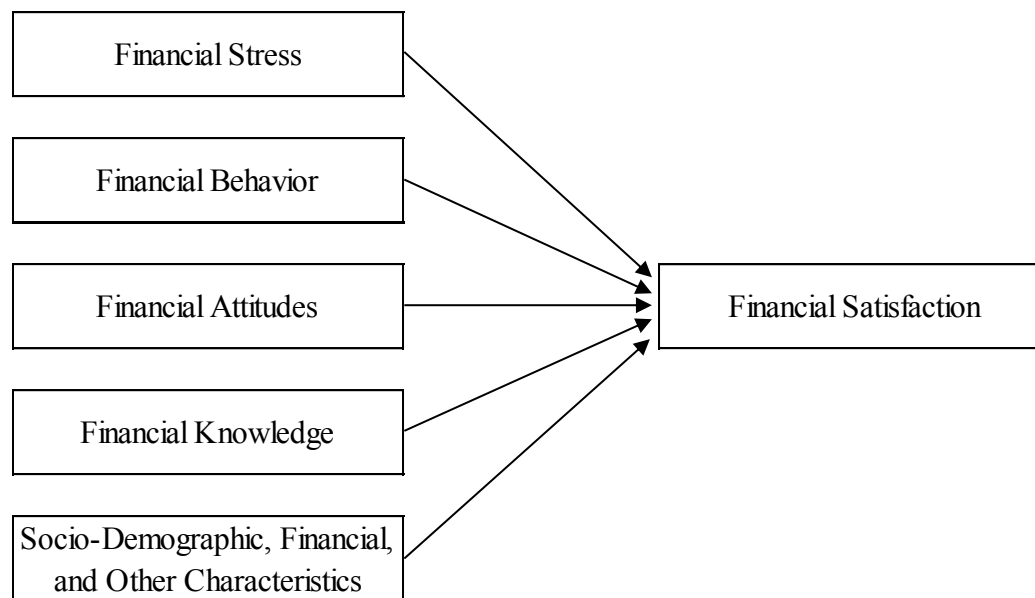 Financial Stress
Financial Behavior
Financial Attitudes
Financial Satisfaction
Financial Knowledge
Socio-Demographic, Financial,
and Other Characteristics